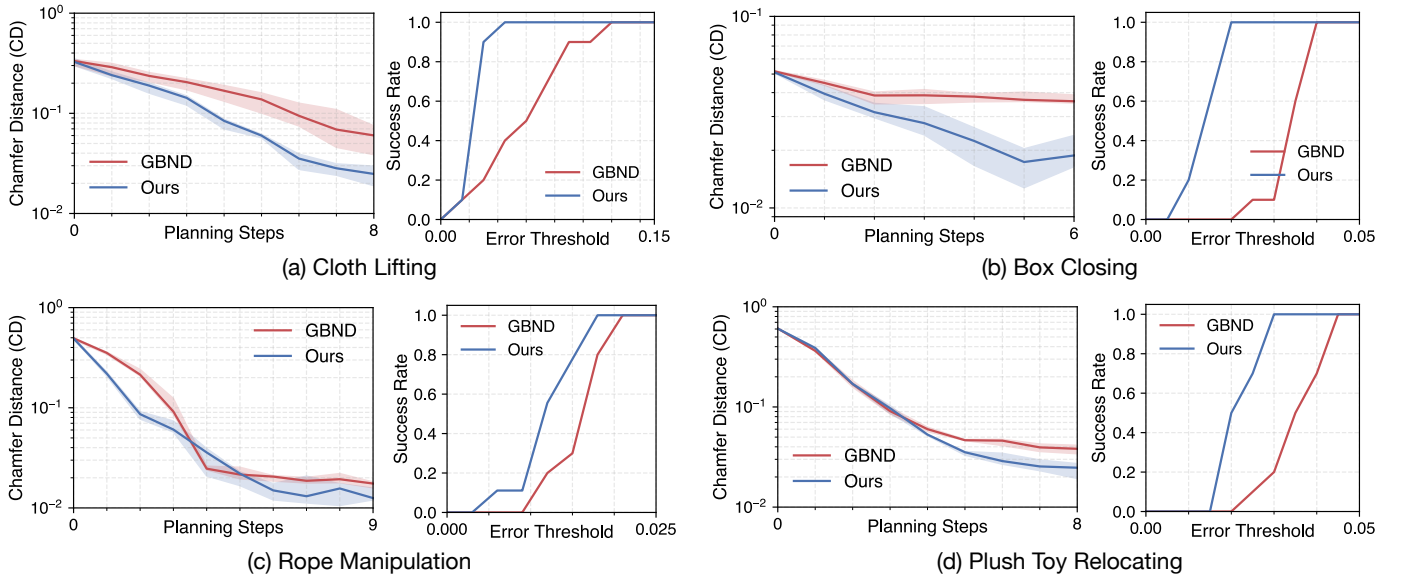 Chamfer Distance (CD)
10⁰
10⁻¹
10⁻²
GBND
Ours
0
8
Planning Steps
Success Rate
1.0
0.8
0.6
0.4
0.2
0.0
GBND
Ours
0.00
0.15
Error Threshold
(a) Cloth Lifting
Chamfer Distance (CD)
10⁻¹
10⁻²
GBND
Ours
0
6
Planning Steps
Success Rate
1.0
0.8
0.6
0.4
0.2
0.0
GBND
Ours
0.00
0.05
Error Threshold
(b) Box Closing
Chamfer Distance (CD)
10⁰
10⁻¹
10⁻²
GBND
Ours
0
9
Planning Steps
Success Rate
1.0
0.8
0.6
0.4
0.2
0.0
GBND
Ours
0.000
0.025
Error Threshold
(c) Rope Manipulation
Chamfer Distance (CD)
10⁰
10⁻¹
10⁻²
GBND
Ours
0
8
Planning Steps
Success Rate
1.0
0.8
0.6
0.4
0.2
0.0
GBND
Ours
0.00
0.05
Error Threshold
(d) Plush Toy Relocating